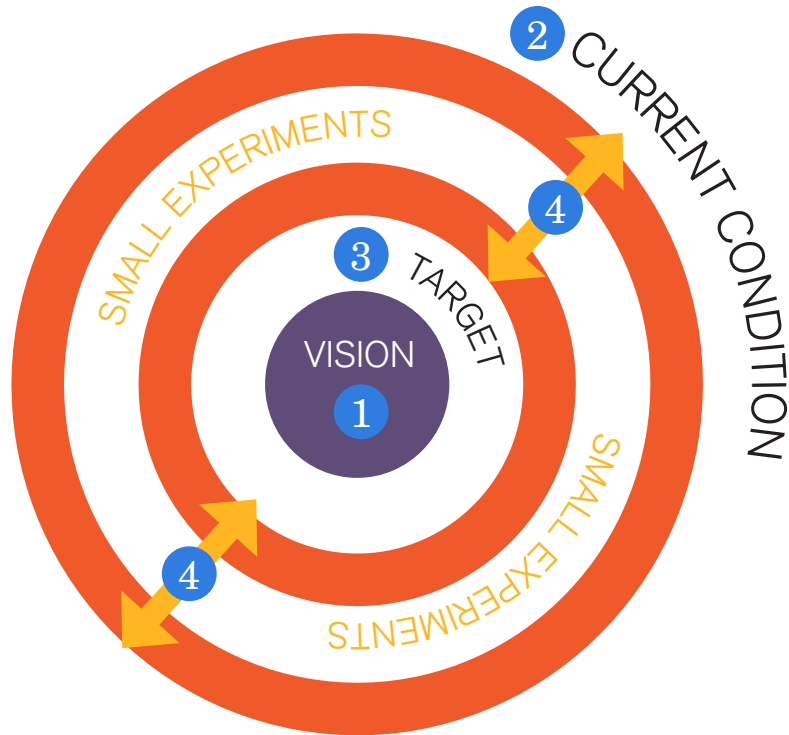 2 CURRENT CONDITION
SMALL EXPERIMENTS
4
3 TARGET
VISION
1
4
SMALL EXPERIMENTS